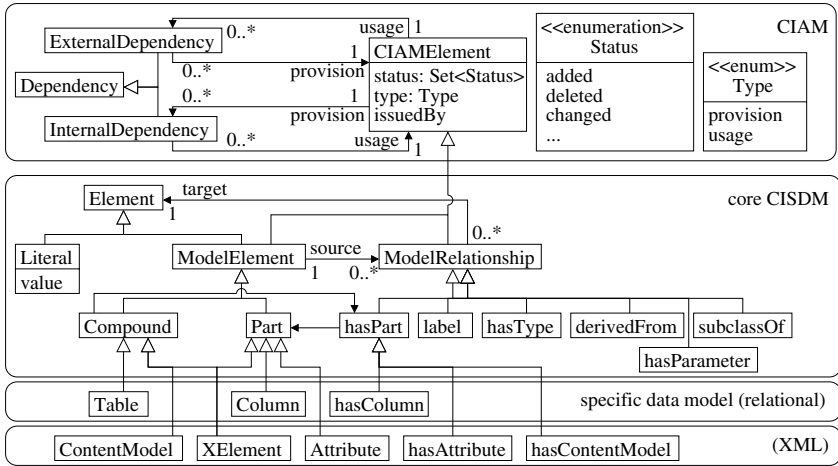 CIAM
ExternalDependency
0..*
usage
1
0..*
1
provision
Dependency
0..*
1
provision
InternalDependency
0..*
usage
1
CIAMElement
status: Set<Status>
type: Type
issuedBy
<<enumeration>>
Status
added
deleted
changed
...
<<enum>>
Type
provision
usage
core CISDM
Element
target
1
0..*
Literal
value
ModelElement
source
1
0..*
ModelRelationship
Compound
Part
hasPart
label
hasType
derivedFrom
subclassOf
hasParameter
Table
Column
hasColumn
specific data model (relational)
ContentModel
XElement
Attribute
hasAttribute
hasContentModel
(XML)